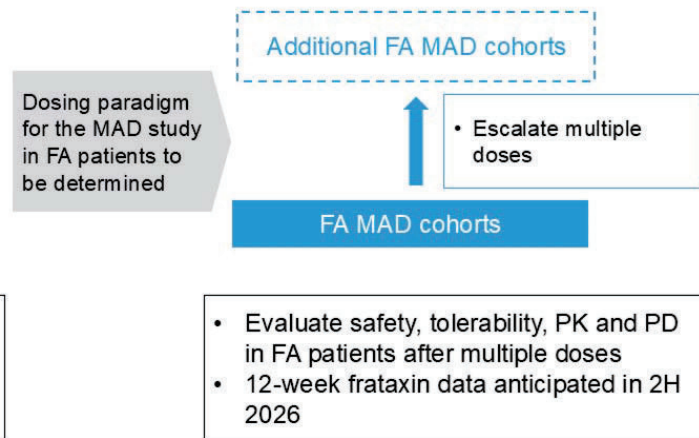 Additional FA MAD cohorts
Dosing paradigm
for the MAD study
in FA patients to
be determined
• Escalate multiple
doses
FA MAD cohorts
• Evaluate safety, tolerability, PK and PD
in FA patients after multiple doses
• 12-week frataxin data anticipated in 2H
2026